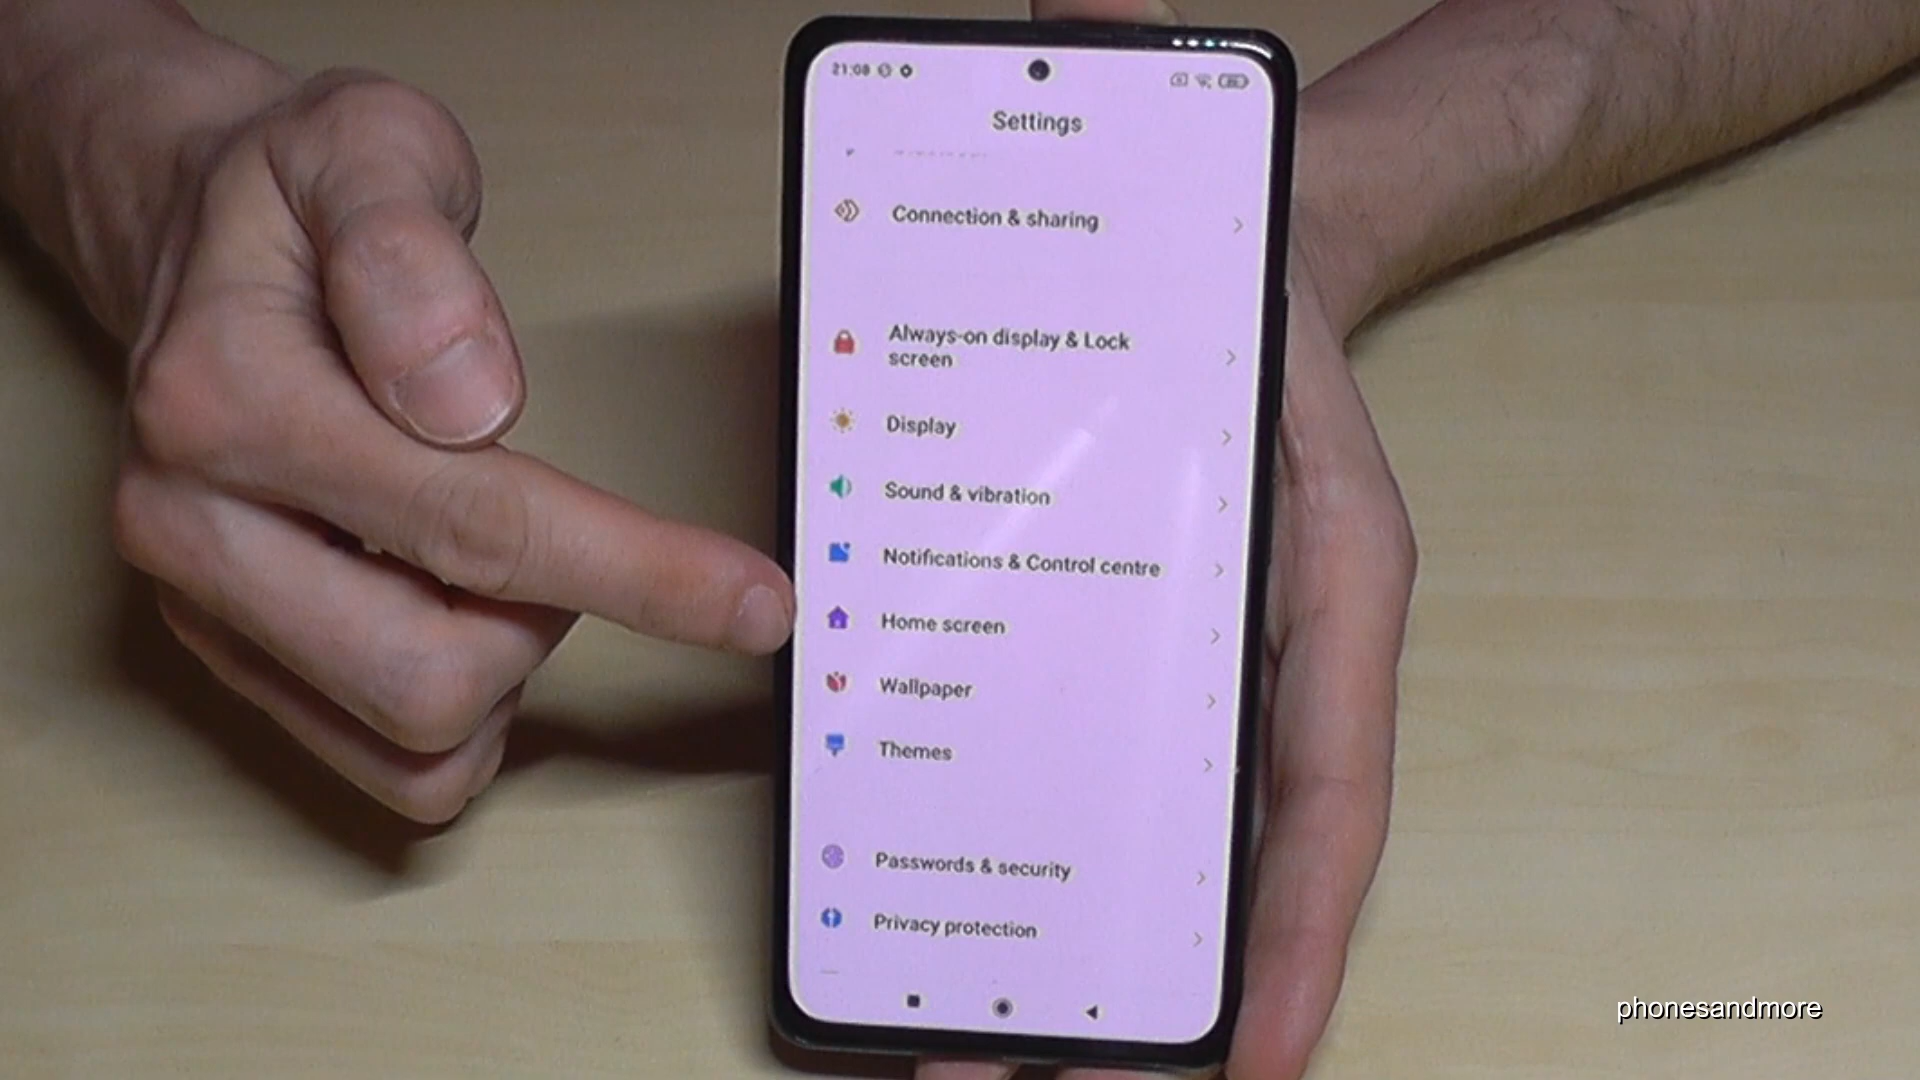 21:08
Settings
Connection & sharing
Always-on display & Lock
screen
Display
Sound & vibration
Notifications & Control centre
Home screen
Wallpaper
Themes
Passwords & security
Privacy protection
phonesandmore